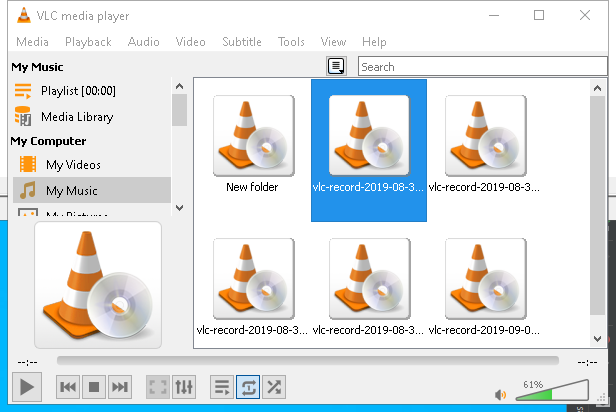 VLC media player
Media Playback Audio Video Subtitle Tools View Help
My Music
Search
Playlist [00:00]
Media Library
My Computer
My Videos
My Music
My Pictures
New folder
vlc-record-2019-08-3...
vlc-record-2019-08-3...
vlc-record-2019-08-3...
vlc-record-2019-08-3...
vlc-record-2019-09-0...
--:--
--:--
61%